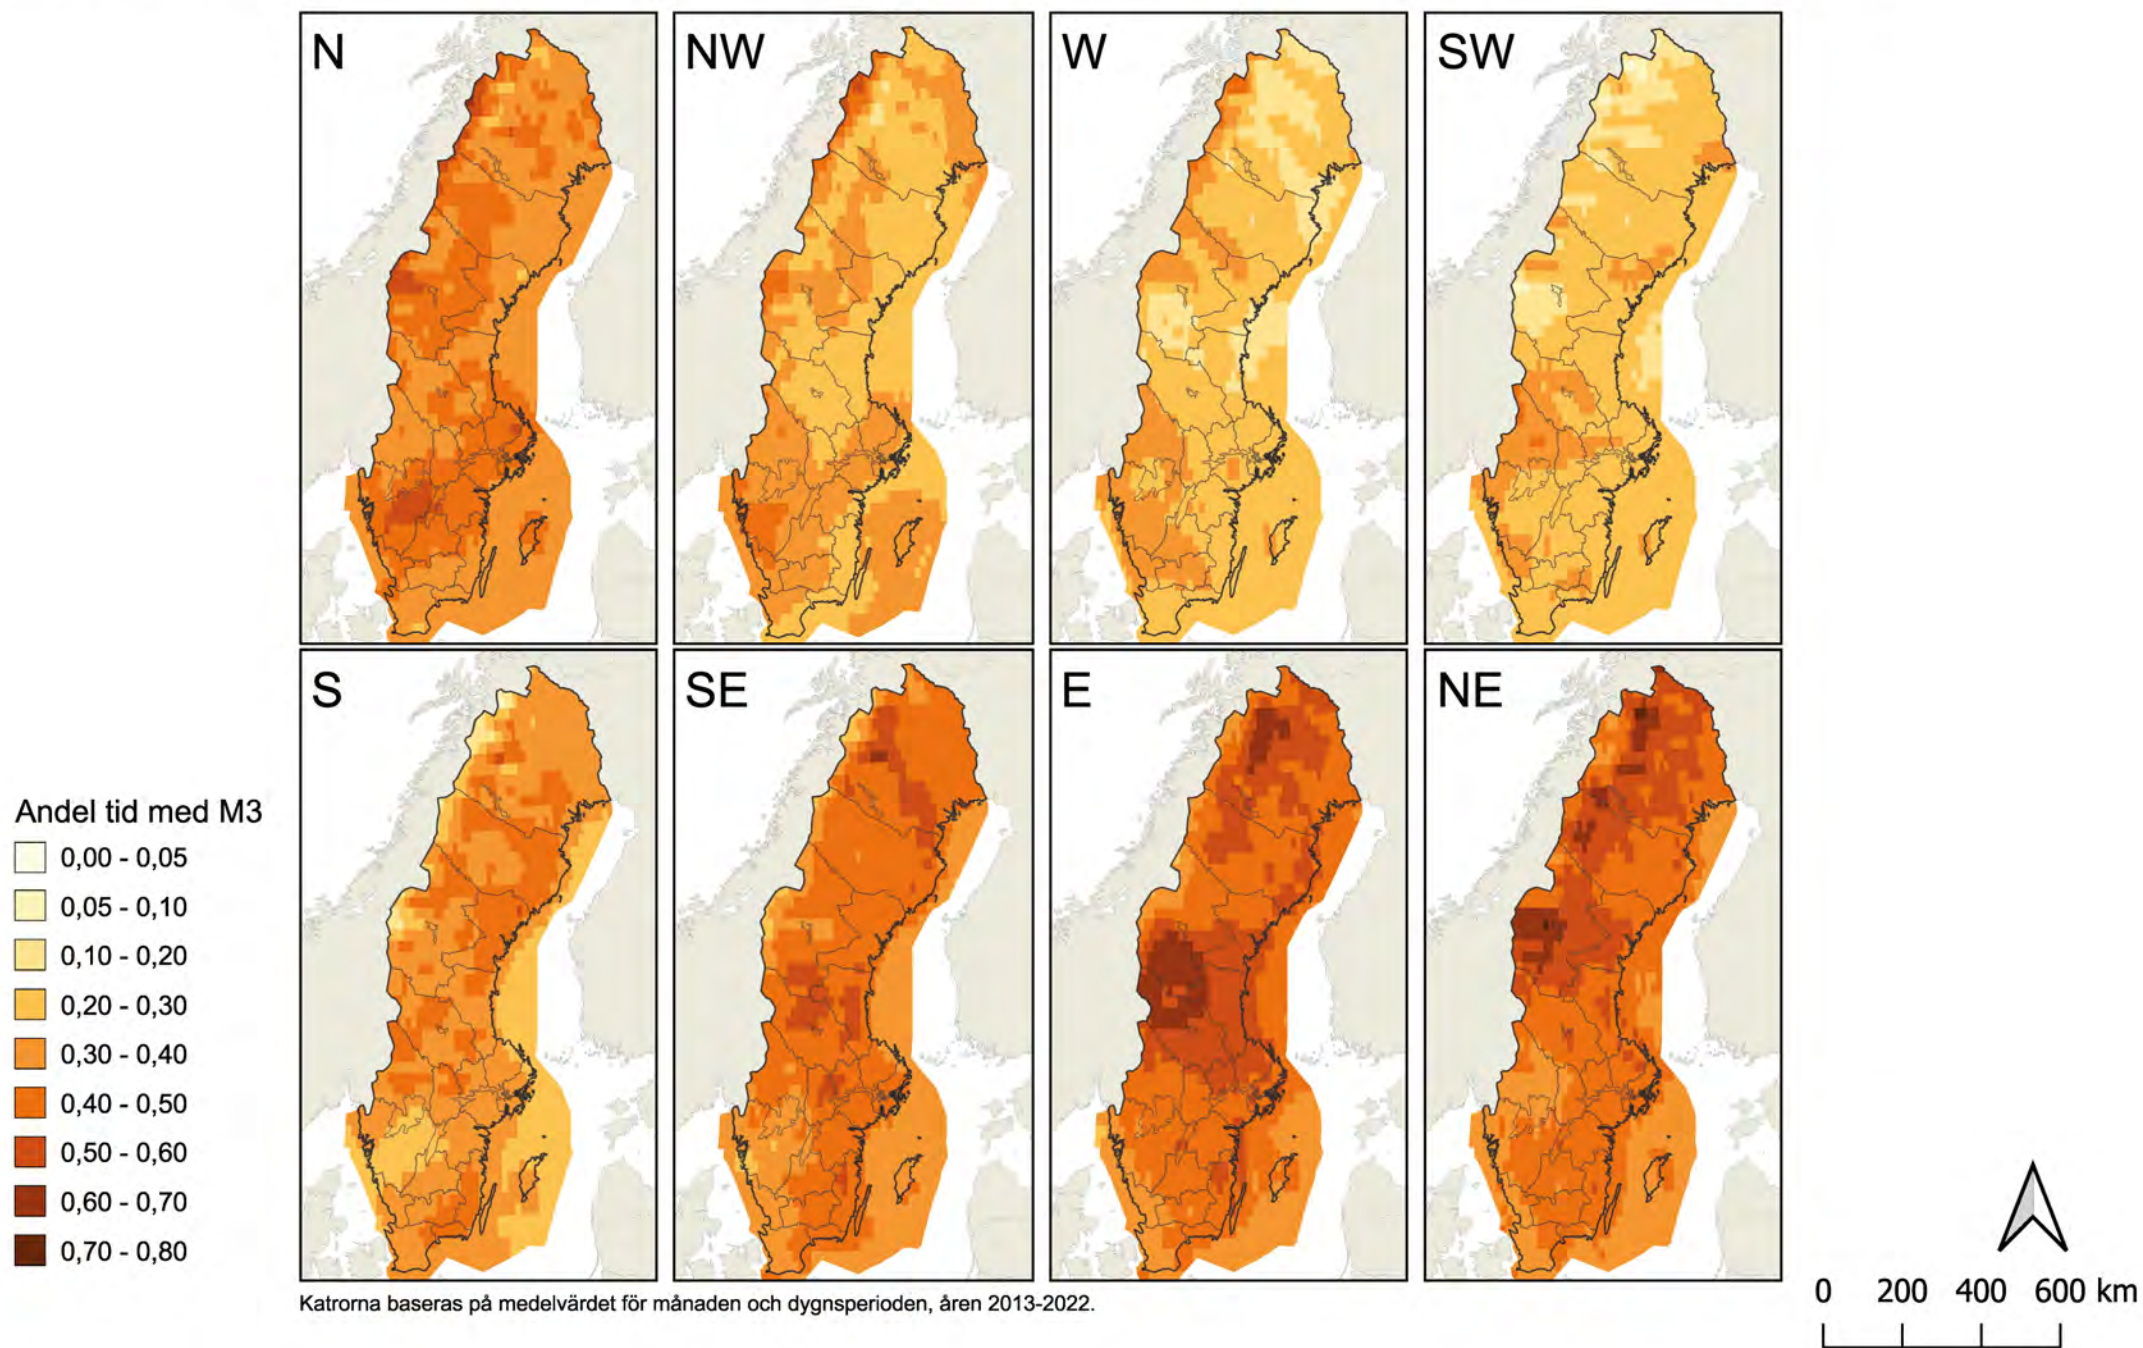 N
NW
W
SW
S
SE
E
NE
Andel tid med M3
0,00 - 0,05
0,05 - 0,10
0,10 - 0,20
0,20 - 0,30
0,30 - 0,40
0,40 - 0,50
0,50 - 0,60
0,60 - 0,70
0,70 - 0,80
Katrorna baseras på medelvärdet för månaden och dygnsperioden, åren 2013-2022.
0 200 400 600 km